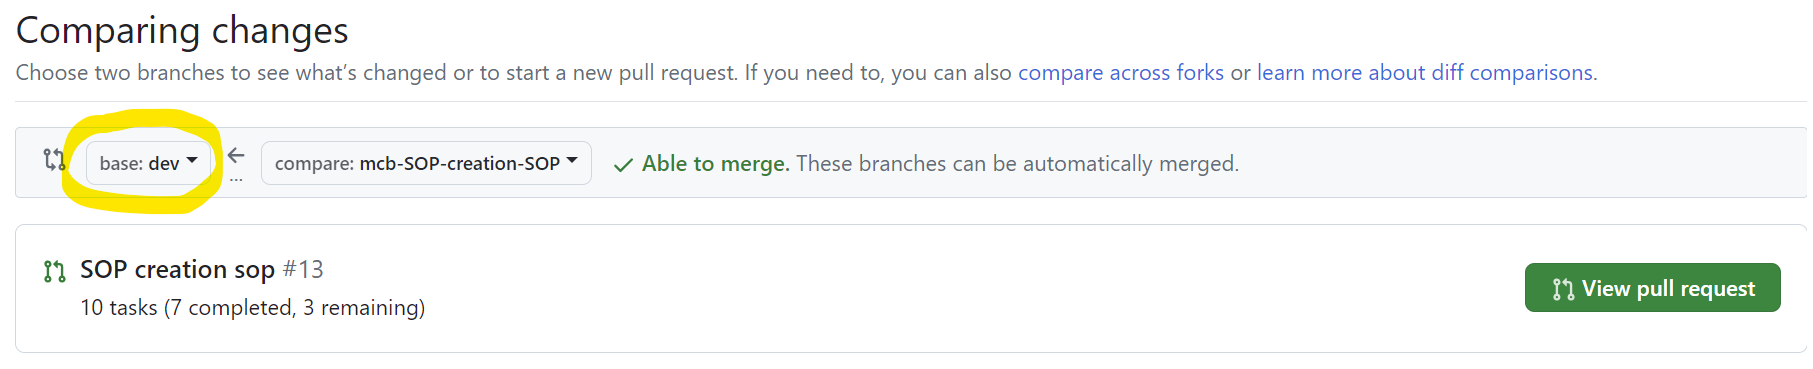 Comparing changes
Choose two branches to see what's changed or to start a new pull request. If you need to, you can also compare across forks or learn more about diff comparisons.
base: dev ... compare: mcb-SOP-creation-SOP Able to merge. These branches can be automatically merged.
SOP creation sop #13
10 tasks (7 completed, 3 remaining)
View pull request